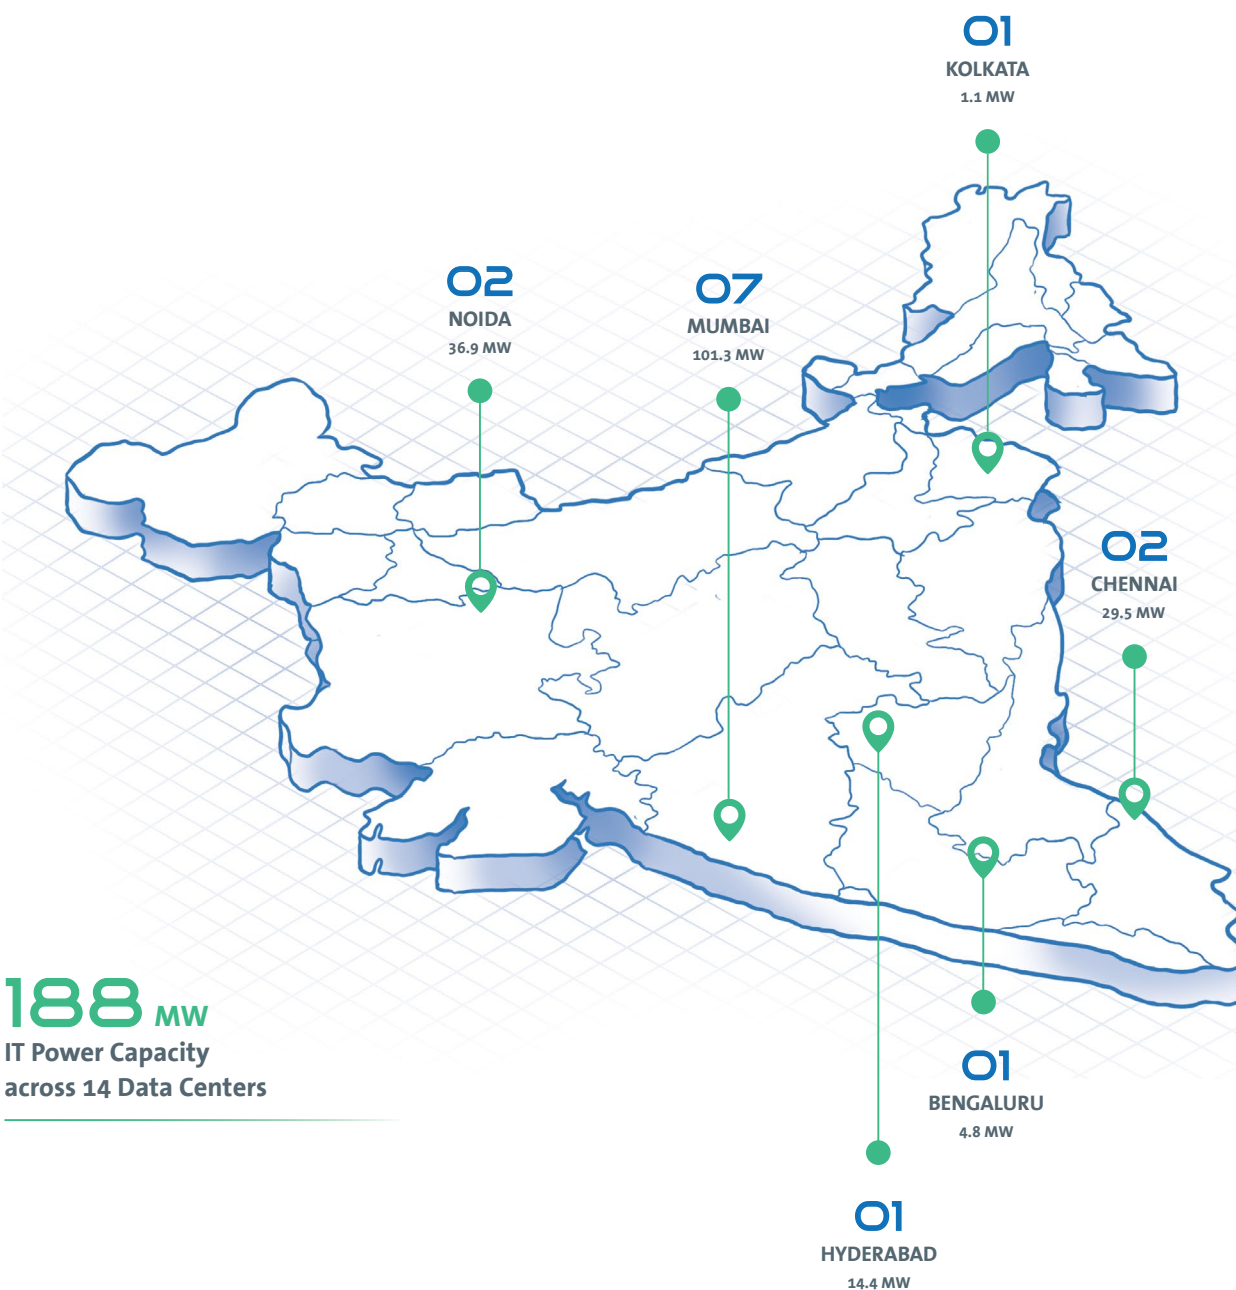 01
KOLKATA
1.1 MW
02
NOIDA
36.9 MW
07
MUMBAI
101.3 MW
02
CHENNAI
29.5 MW
188 MW
IT Power Capacity
across 14 Data Centers
01
BENGALURU
4.8 MW
01
HYDERABAD
14.4 MW